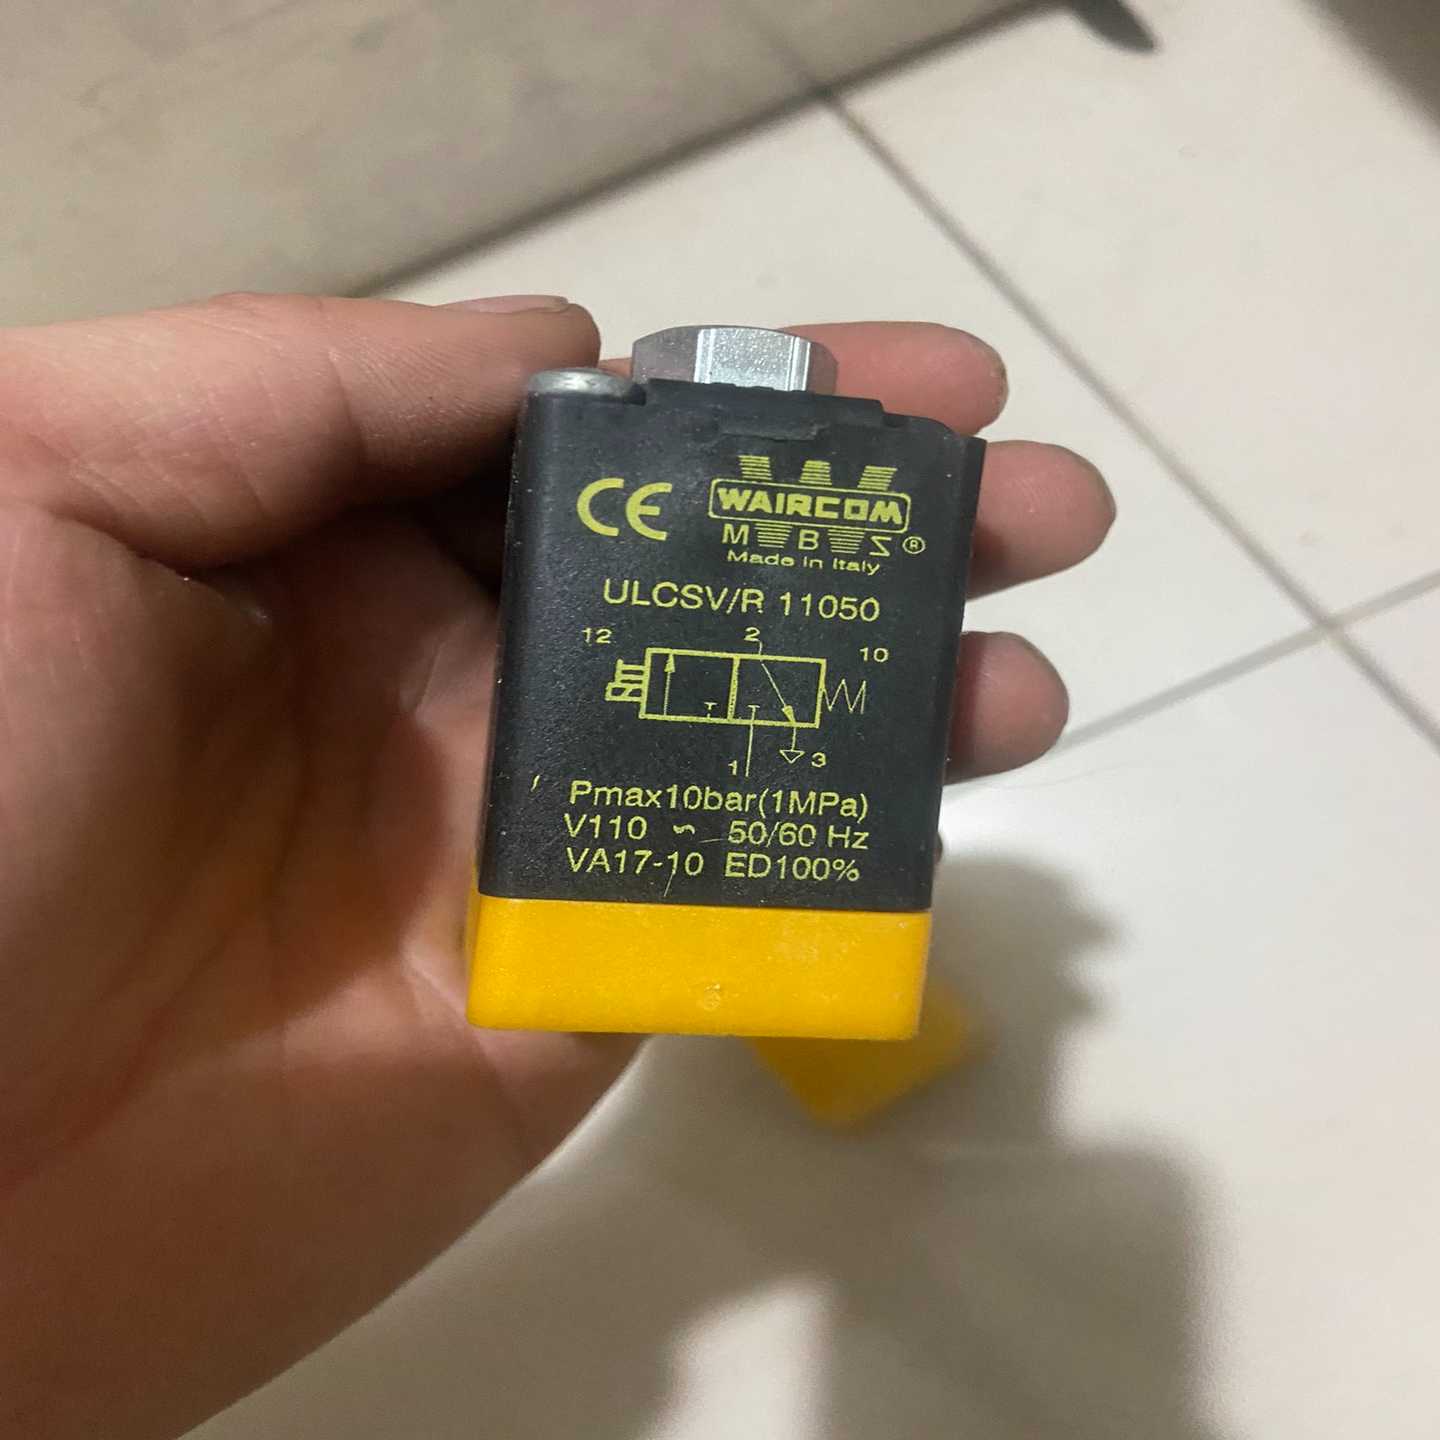 CE WAIRCOM
M B S ®
Made in Italy
ULCSV/R 11050
12 2 10
1 3
Pmax10bar(1MPa)
V110 ~ 50/60 Hz
VA17-10 ED100%